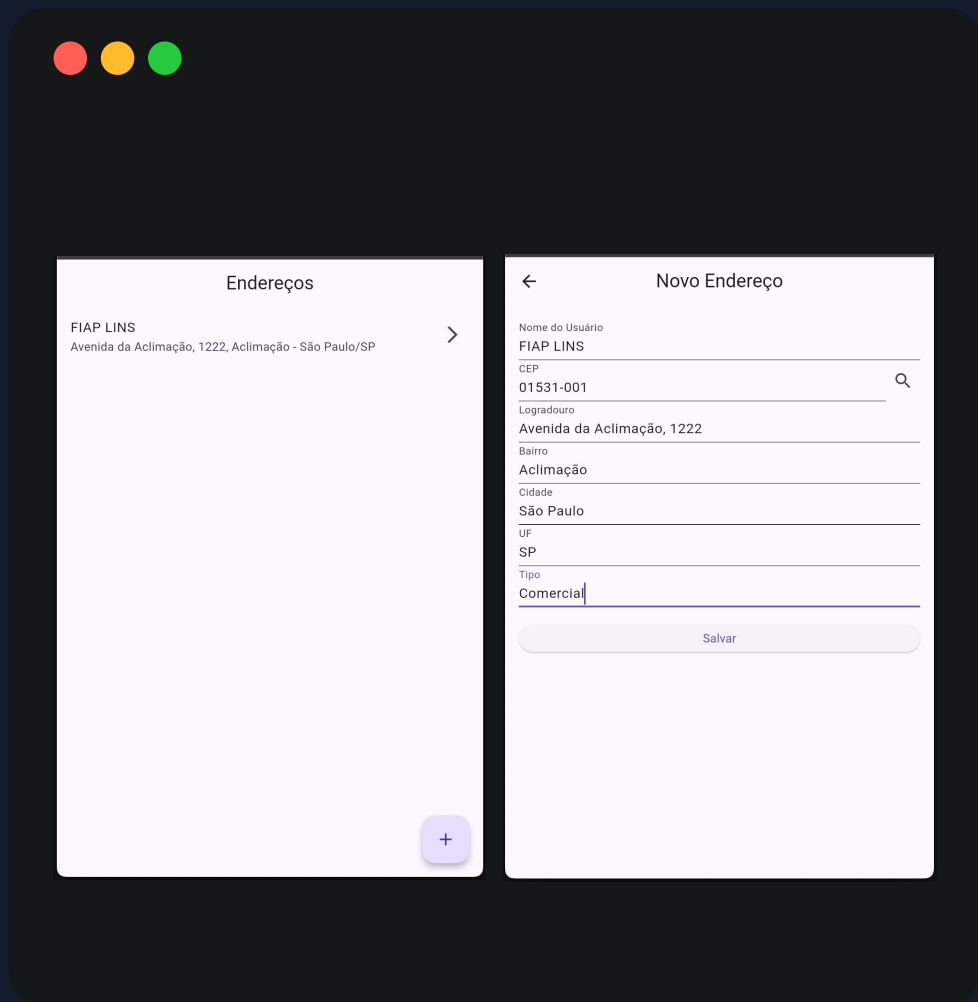 Endereços
FIAP LINS
Avenida da Aclimação, 1222, Aclimação - São Paulo/SP
+
Novo Endereço
Nome do Usuário
FIAP LINS
CEP
01531-001
Logradouro
Avenida da Aclimação, 1222
Bairro
Aclimação
Cidade
São Paulo
UF
SP
Tipo
Comercial
Salvar